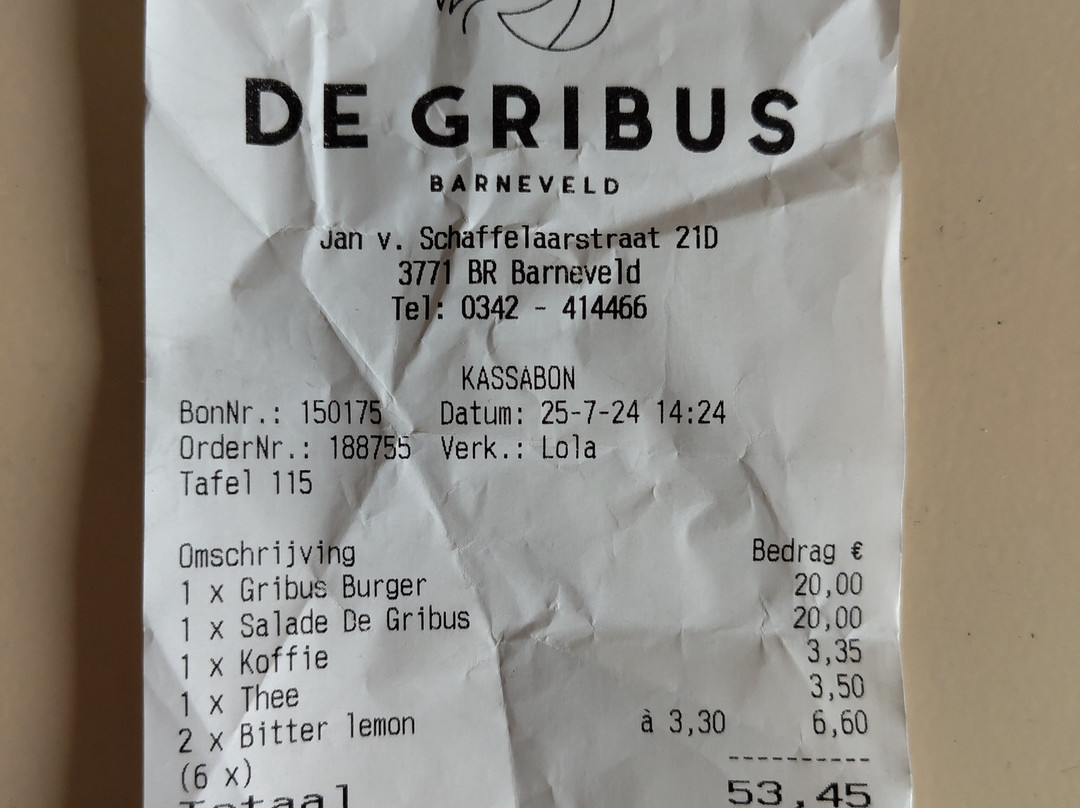 DE GRIBUS
BARNEVELD
Jan v. Schaffelaarstraat 21D
3771 BR Barneveld
Tel: 0342 - 414466
KASSABON
BonNr.: 150175 Datum: 25-7-24 14:24
OrderNr.: 188755 Verk.: Lola
Tafel 115
Omschrijving Bedrag €
1 x Gribus Burger 20,00
1 x Salade De Gribus 20,00
1 x Koffie 3,35
1 x Thee 3,50
2 x Bitter lemon à 3,30 6,60
(6 x) ----------
Totaal 53,45